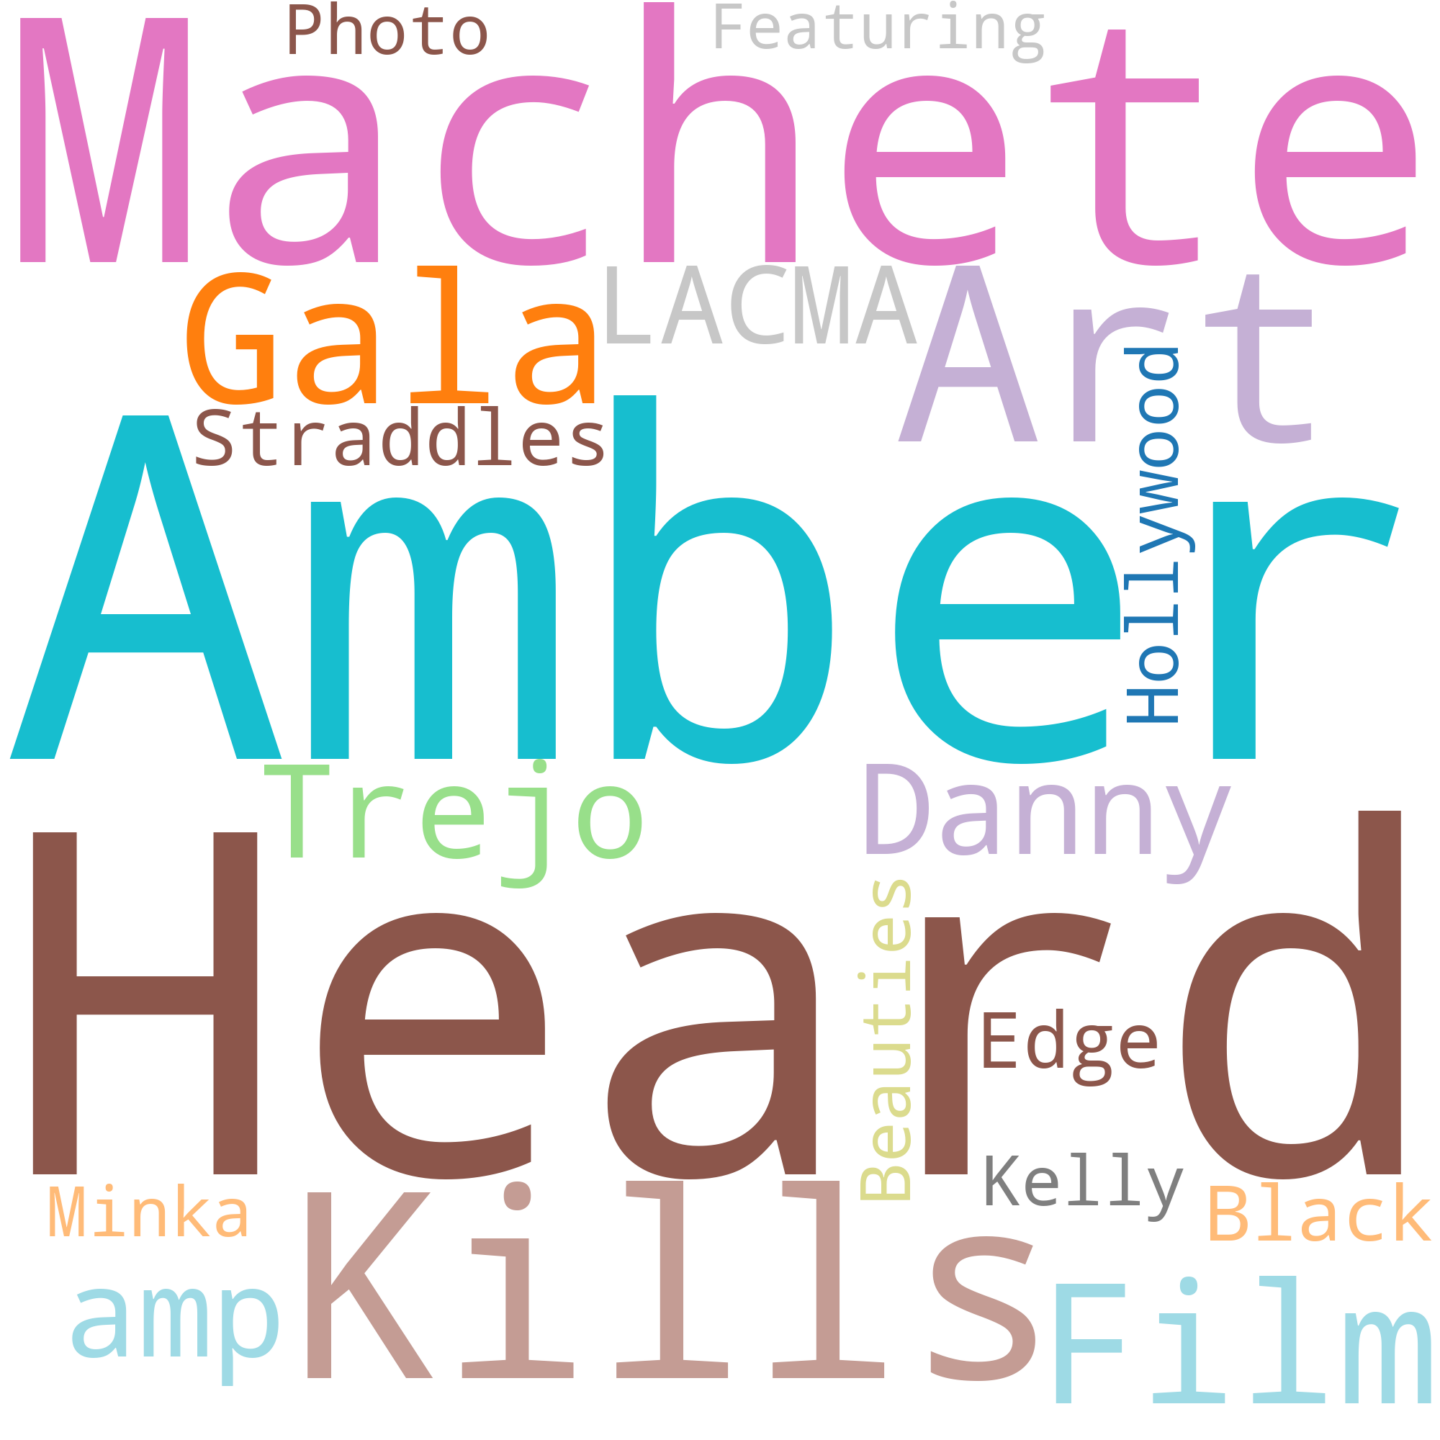 Photo
Featuring
Machete
Gala
LACMA
Art
Straddles
Hollywood
Amber
Trejo
Danny
Heard
Beauties
Edge
Kelly
Minka
Kills
Black
amp
Film